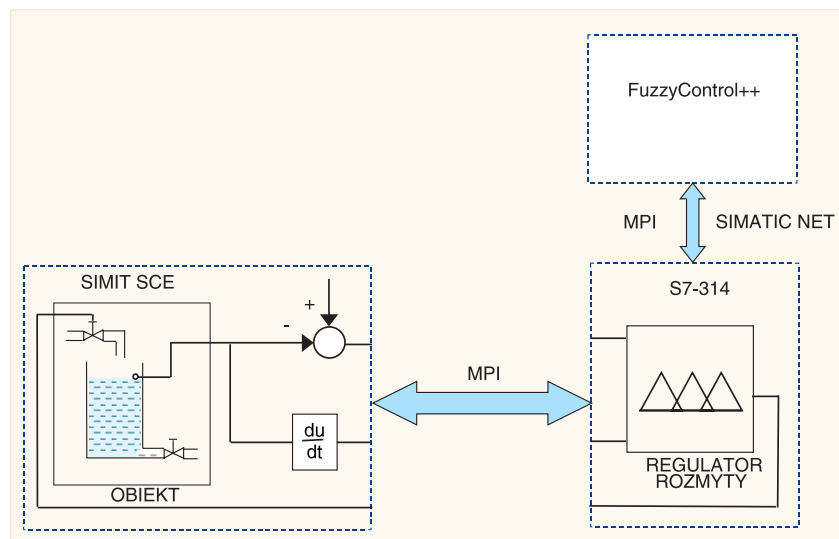 FuzzyControl++
MPI
SIMATIC NET
SIMIT SCE
S7-314
+
-
MPI
du
dt
REGULATOR
ROZMYTY
OBIEKT